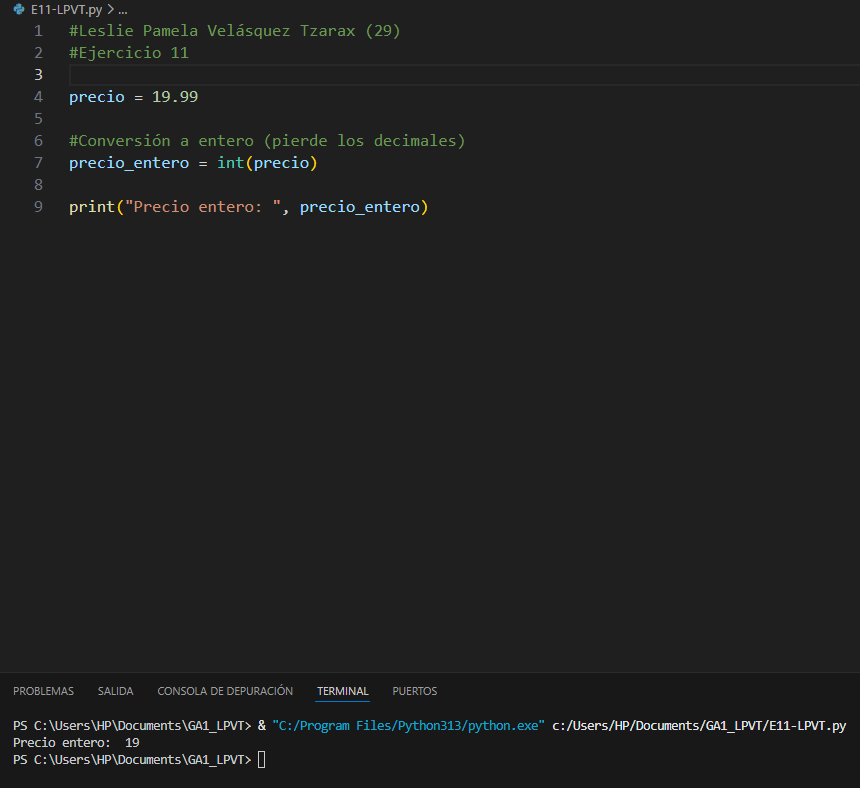 E11-LPVT.py > ...
1 #Leslie Pamela Velásquez Tzarax (29)
2 #Ejercicio 11
3
4 precio = 19.99
5
6 #Conversión a entero (pierde los decimales)
7 precio_entero = int(precio)
8
9 print("Precio entero: ", precio_entero)
PROBLEMAS SALIDA CONSOLA DE DEPURACIÓN TERMINAL PUERTOS
PS C:\Users\HP\Documents\GA1_LPVT> & "C:/Program Files/Python313/python.exe" c:/Users/HP/Documents/GA1_LPVT/E11-LPVT.py
Precio entero:  19
PS C:\Users\HP\Documents\GA1_LPVT>